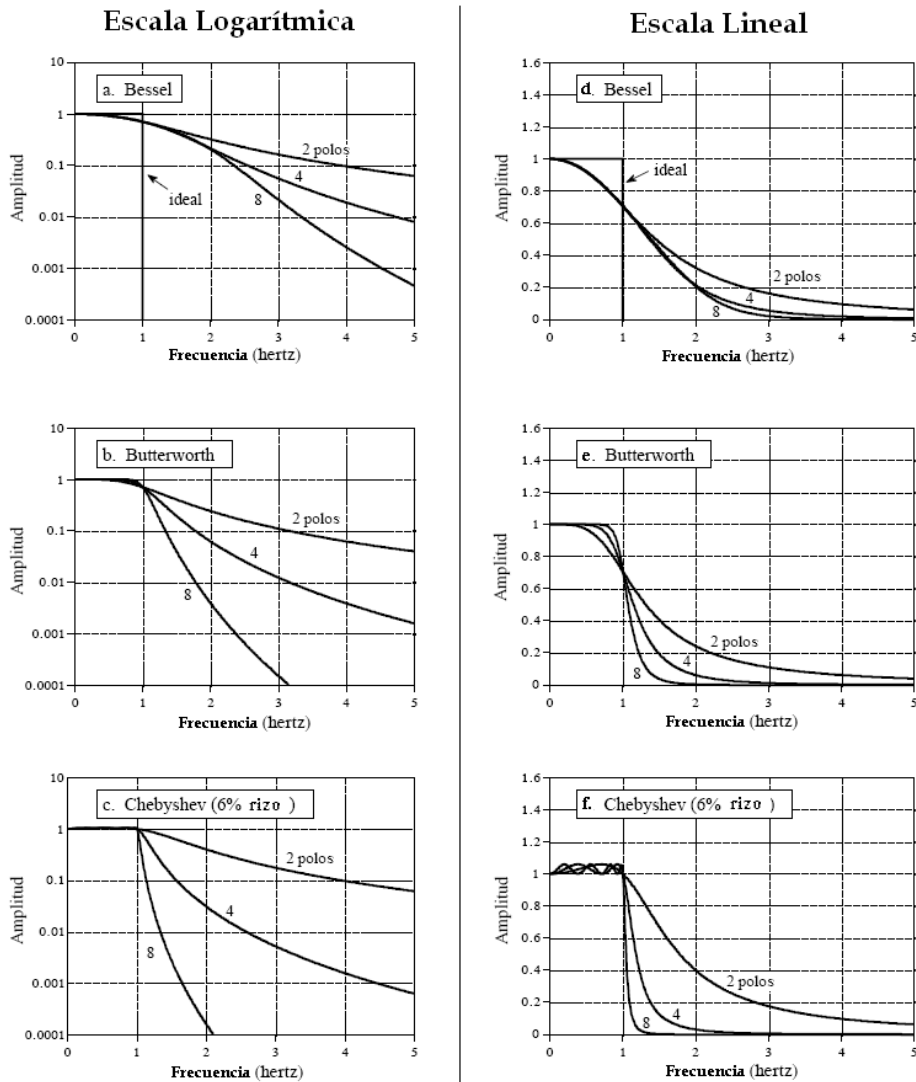 Escala Logarítmica
Escala Lineal
a. Bessel
10
1
0.1
0.01
0.001
0.0001
Amplitud
2 polos
4
8
ideal
0 1 2 3 4 5
Frecuencia (hertz)
d. Bessel
1.6
1.4
1.2
1
0.8
0.6
0.4
0.2
0
Amplitud
ideal
2 polos
4
8
0 1 2 3 4 5
Frecuencia (hertz)
b. Butterworth
10
1
0.1
0.01
0.001
0.0001
Amplitud
2 polos
4
8
0 1 2 3 4 5
Frecuencia (hertz)
e. Butterworth
1.6
1.4
1.2
1
0.8
0.6
0.4
0.2
0
Amplitud
2 polos
4
8
0 1 2 3 4 5
Frecuencia (hertz)
c. Chebyshev (6% rizo )
10
1
0.1
0.01
0.001
0.0001
Amplitud
2 polos
4
8
0 1 2 3 4 5
Frecuencia (hertz)
f. Chebyshev (6% rizo )
1.6
1.4
1.2
1
0.8
0.6
0.4
0.2
0
Amplitud
2 polos
4
8
0 1 2 3 4 5
Frecuencia (hertz)